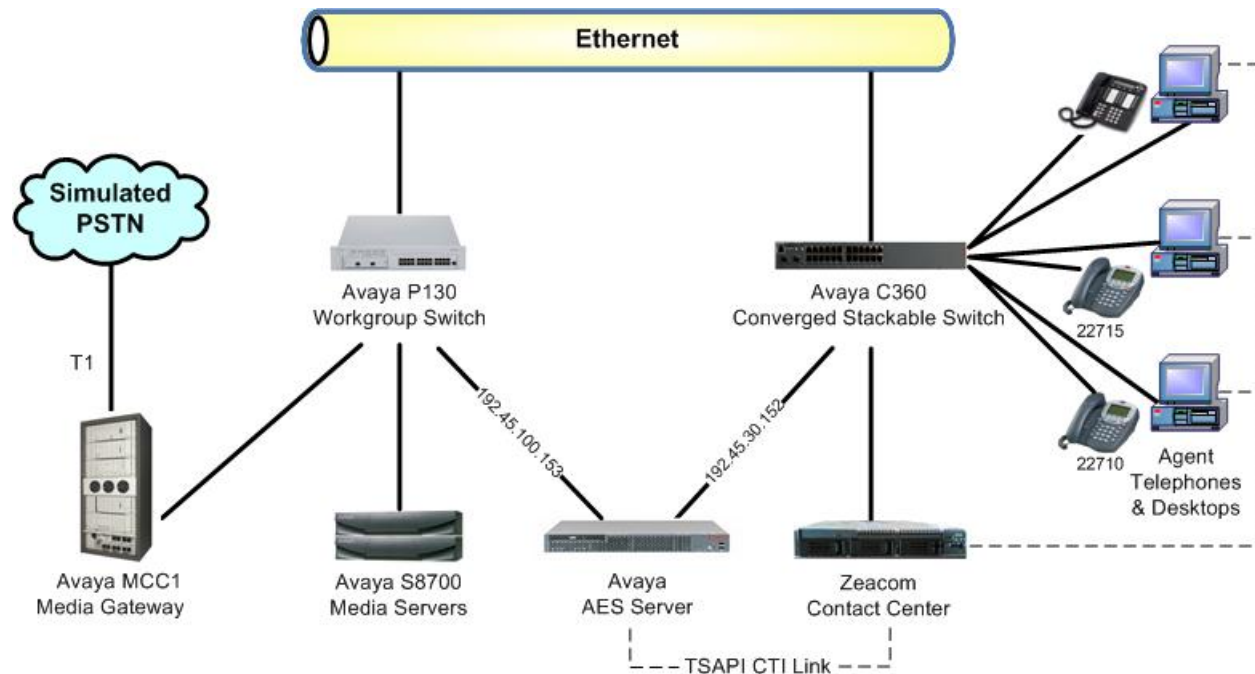 Ethernet
Simulated
PSTN
T1
Avaya P130
Workgroup Switch
Avaya C360
Converged Stackable Switch
22715
22710
Agent
Telephones
& Desktops
192.45.100.153
192.45.30.152
Avaya MCC1
Media Gateway
Avaya S8700
Media Servers
Avaya
AES Server
Zeacom
Contact Center
TSAPI CTI Link